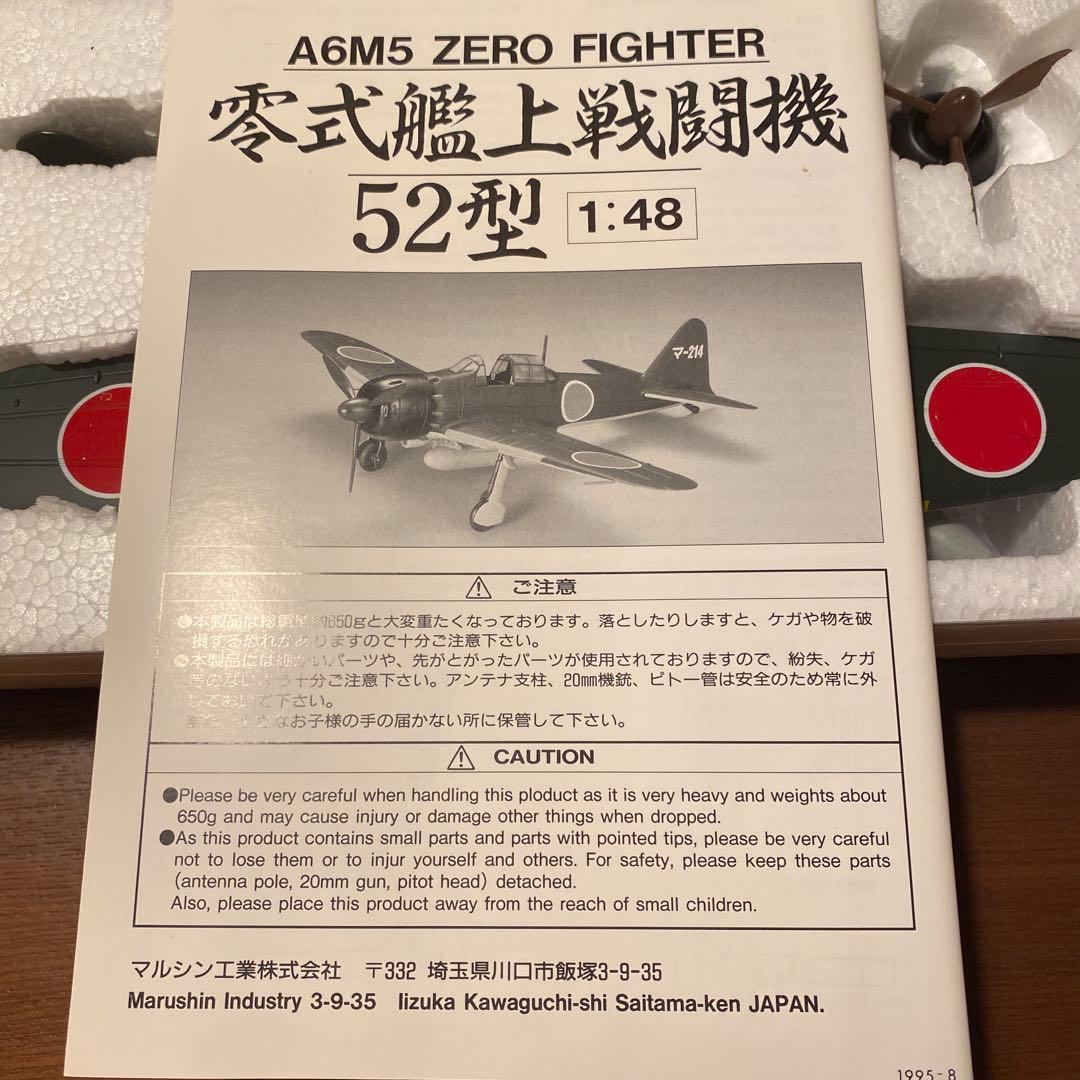 A6M5 ZERO FIGHTER
零式艦上戦闘機
52型 1:48
マ-214
ご注意
●本製品は総重量約650gと大変重たくなっております。落としたりしますと、ケガや物を破
損する恐れがありますので十分ご注意下さい。
●本製品には細かいパーツや、先がとがったパーツが使用されておりますので、紛失、ケガ
等のないよう十分ご注意下さい。アンテナ支柱、20mm機銃、ピトー管は安全のため常に外
しておいて下さい。
なお子様の手の届かない所に保管して下さい。
CAUTION
●Please be very careful when handling this ploduct as it is very heavy and weights about
650g and may cause injury or damage other things when dropped.
●As this product contains small parts and parts with pointed tips, please be very careful
not to lose them or to injur yourself and others. For safety, please keep these parts
(antenna pole, 20mm gun, pitot head) detached.
Also, please place this product away from the reach of small children.
マルシン工業株式会社 〒332 埼玉県川口市飯塚3-9-35
Marushin Industry 3-9-35 Iizuka Kawaguchi-shi Saitama-ken JAPAN.
1995-8